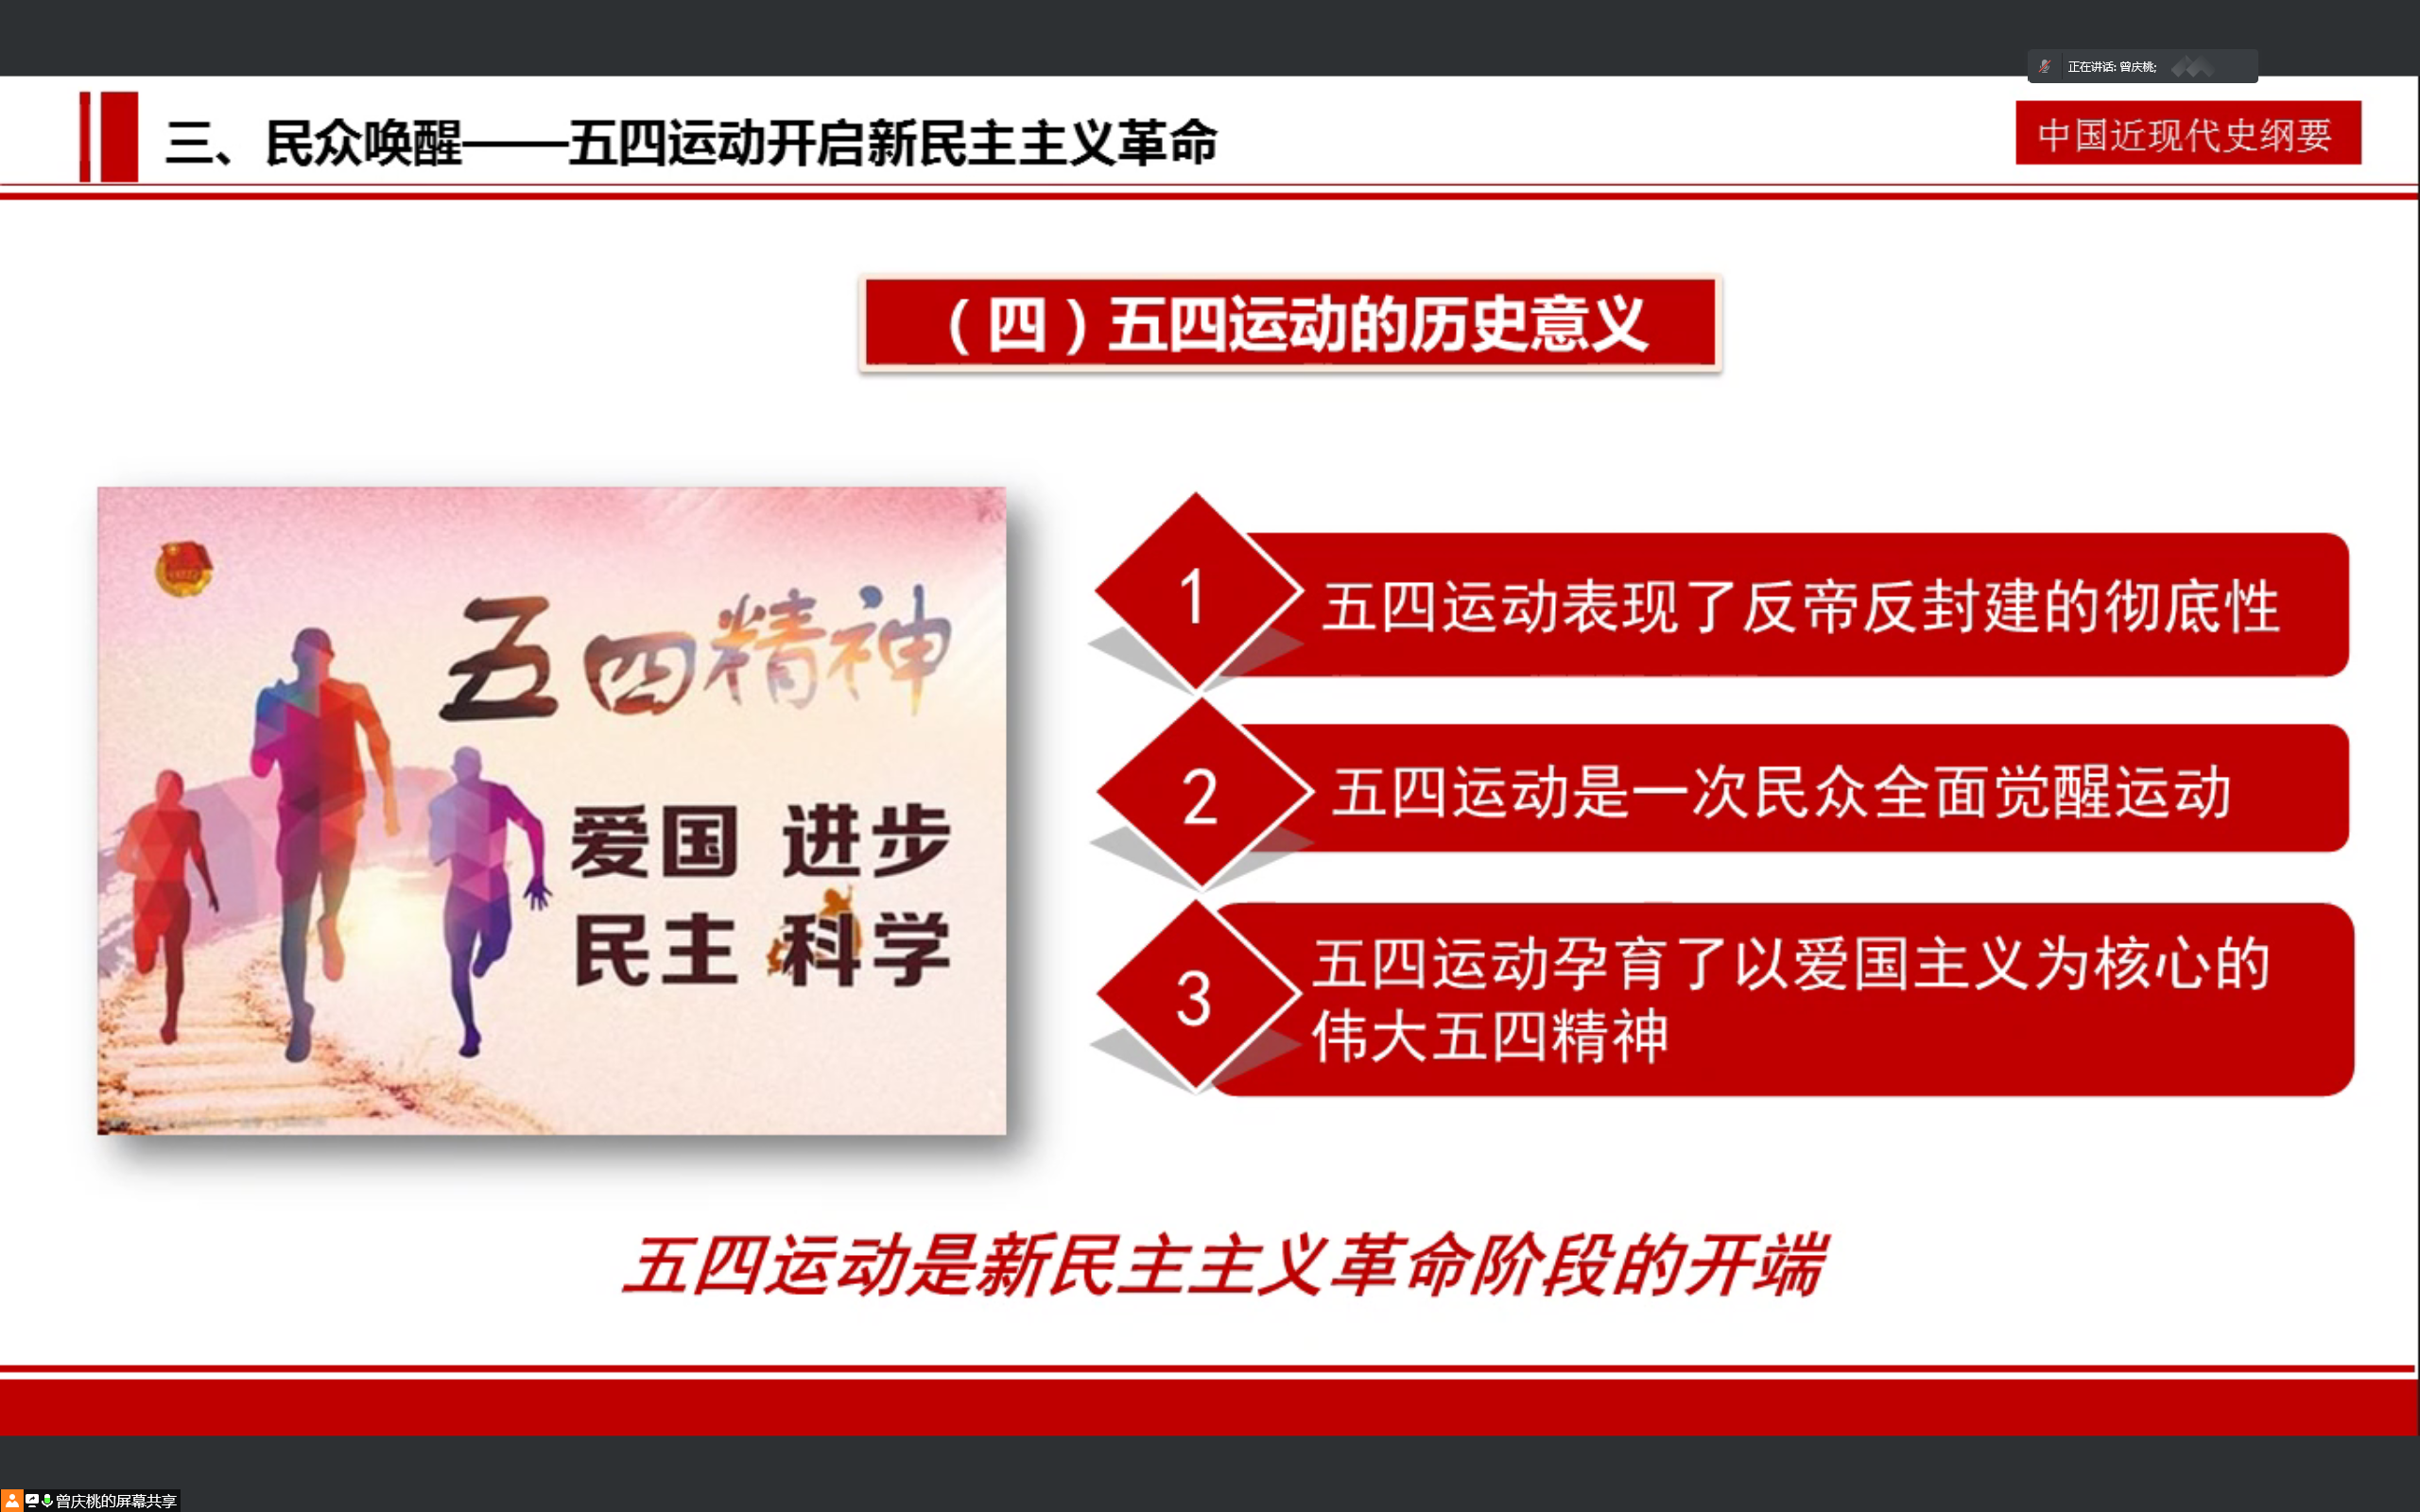 正在讲话: 曾庆桃;
三、民众唤醒——五四运动开启新民主主义革命
中国近现代史纲要
（四）五四运动的历史意义
五四精神
爱国 进步
民主 科学
1
五四运动表现了反帝反封建的彻底性
2
五四运动是一次民众全面觉醒运动
3
五四运动孕育了以爱国主义为核心的
伟大五四精神
五四运动是新民主主义革命阶段的开端
曾庆桃的屏幕共享